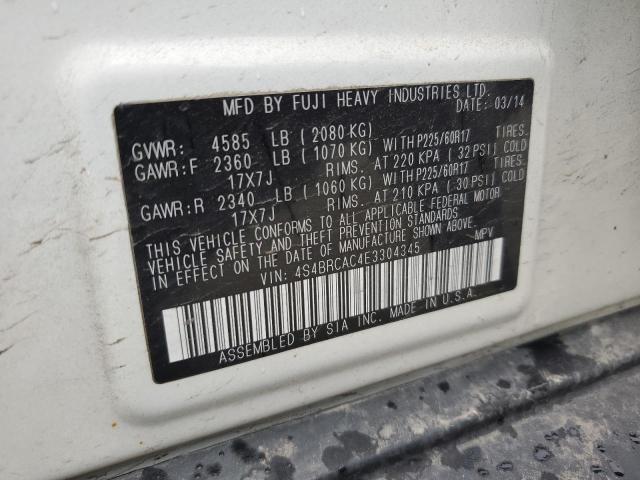 MFD BY FUJI HEAVY INDUSTRIES LTD.
DATE: 03/14
GVWR: 4585 LB ( 2080 KG)
GAWR:F 2360 LB ( 1070 KG) WITH P225/60R17 TIRES.
17X7J RIMS. AT 220 KPA ( 32 PSI) COLD
GAWR:R 2340 LB ( 1060 KG) WITH P225/60R17 TIRES.
17X7J RIMS. AT 210 KPA ( 30 PSI) COLD
THIS VEHICLE CONFORMS TO ALL APPLICABLE FEDERAL MOTOR
VEHICLE SAFETY AND THEFT PREVENTION STANDARDS
IN EFFECT ON THE DATE OF MANUFACTURE SHOWN ABOVE.
VIN: 4S4BRCAC4E3304345 MPV
ASSEMBLED BY SIA INC. MADE IN U.S.A.